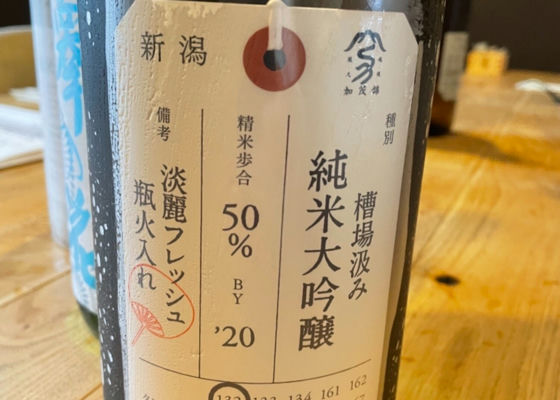 新潟
加茂錦
種別
槽場汲み
純米大吟醸
精米歩合
50%
BY
'20
備考
淡麗フレッシュ
瓶火入れ
132 133 134 161 162